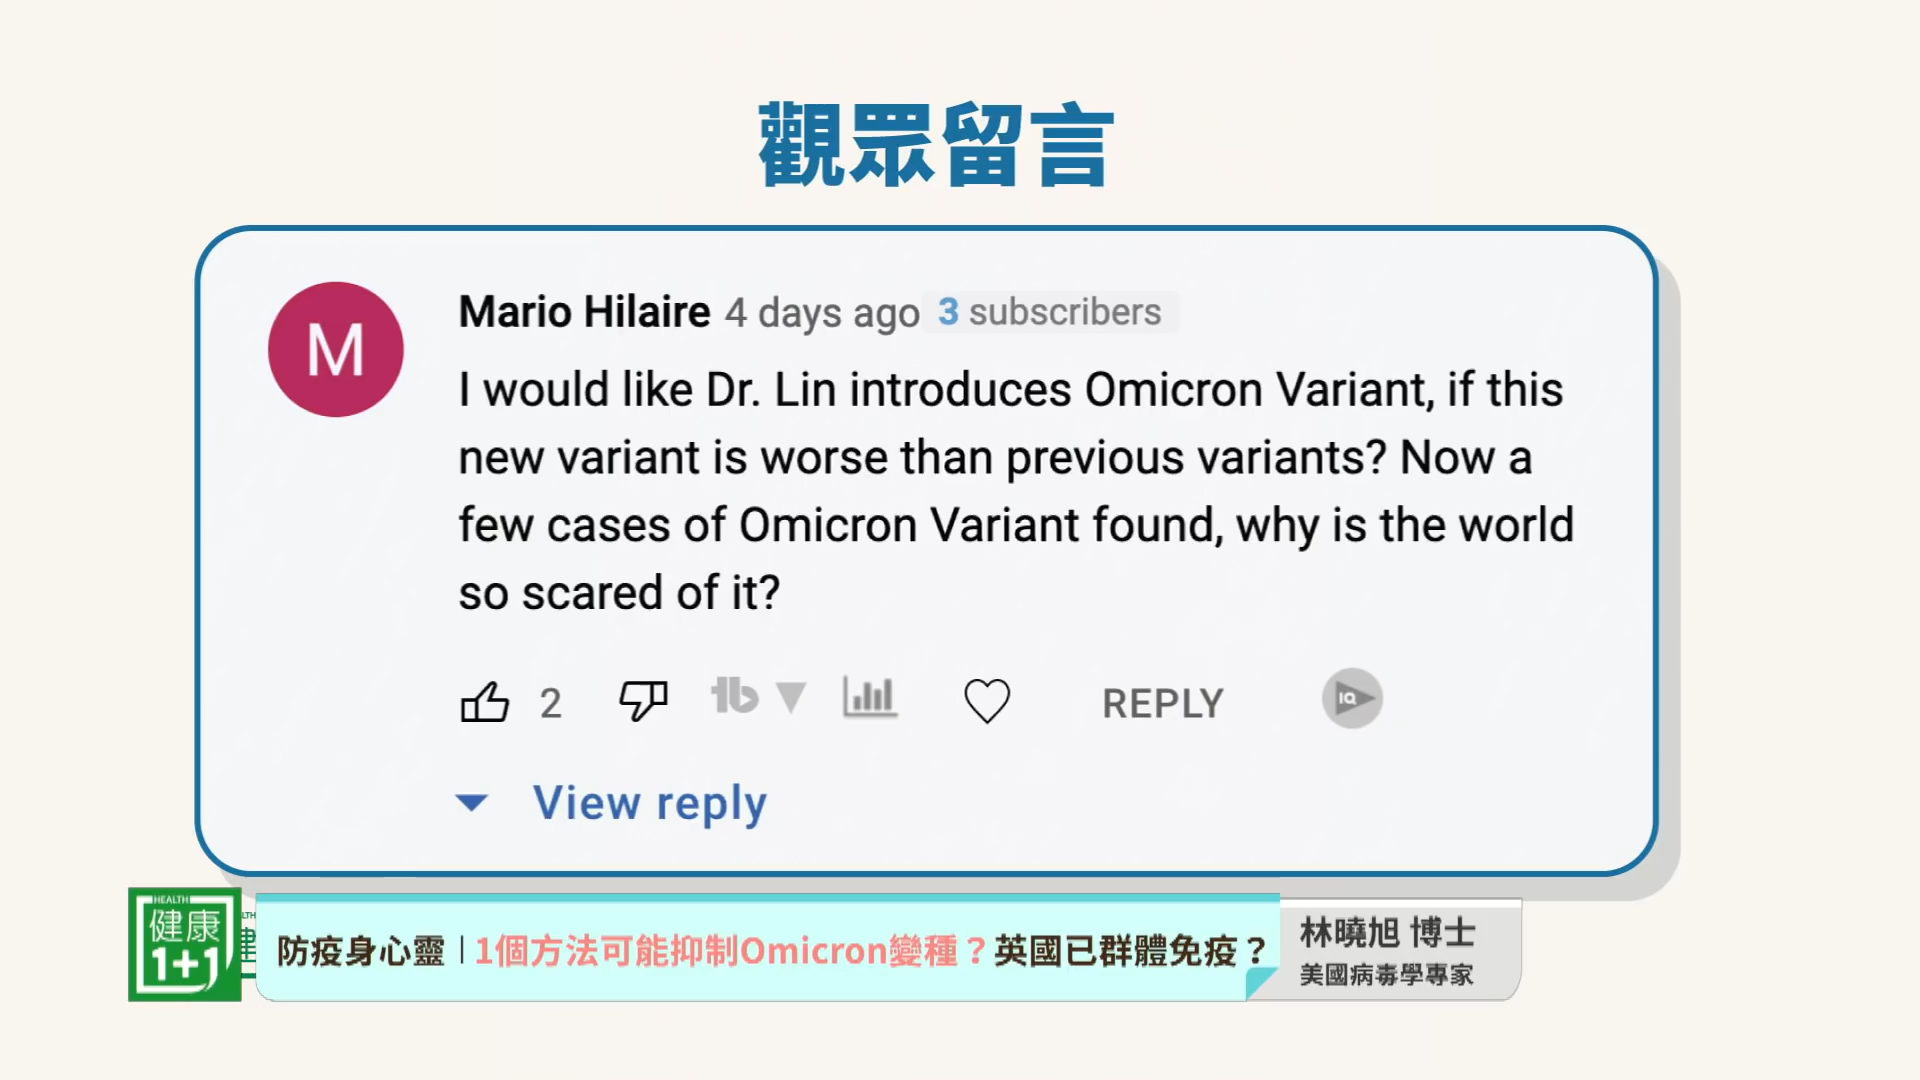 觀眾留言
M
Mario Hilaire 4 days ago 3 subscribers
I would like Dr. Lin introduces Omicron Variant, if this
new variant is worse than previous variants? Now a
few cases of Omicron Variant found, why is the world
so scared of it?
2
REPLY
IQ
View reply
HEALTH
健康
1+1
防疫身心靈 | 1個方法可能抑制Omicron變種？英國已群體免疫？
林曉旭 博士
美國病毒學專家